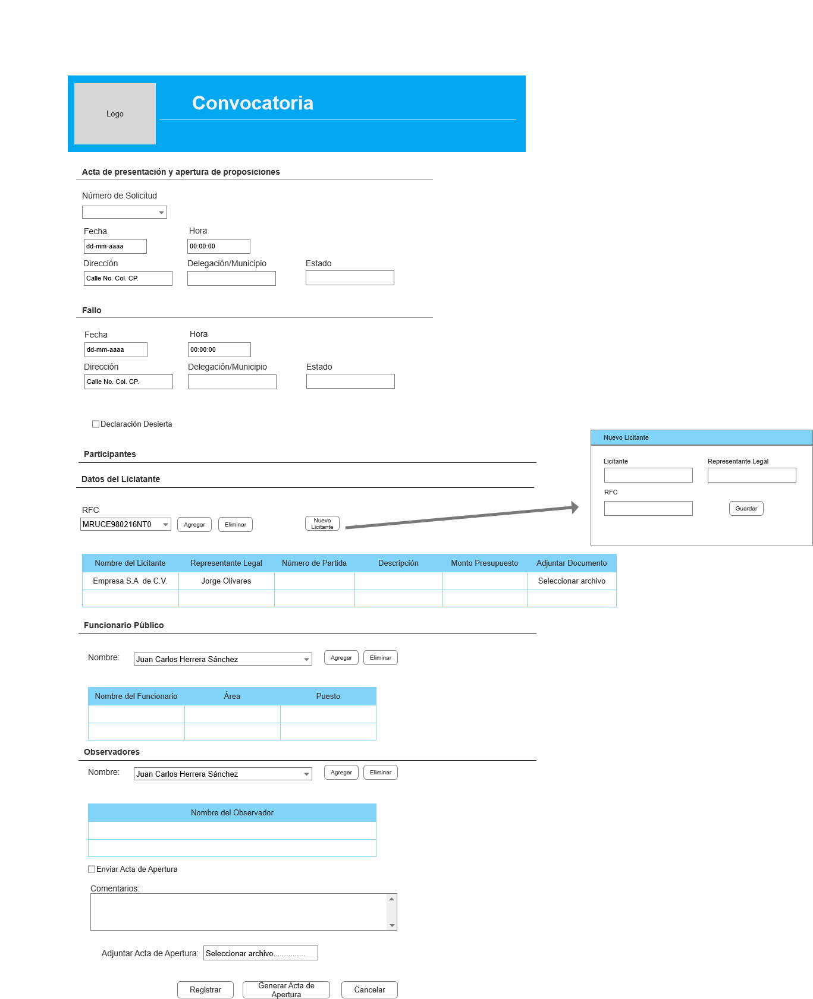 Logo
Convocatoria
Acta de presentación y apertura de proposiciones
Número de Solicitud
Fecha Hora
dd-mm-aaaa 00:00:00
Dirección Delegación/Municipio Estado
Calle No. Col. CP.
Fallo
Fecha Hora
dd-mm-aaaa 00:00:00
Dirección Delegación/Municipio Estado
Calle No. Col. CP.
Declaración Desierta
Participantes
Datos del Liciatante
RFC
MRUCE980216NT0 Agregar Eliminar Nuevo
Licitante
Nuevo Licitante
Licitante Representante Legal
RFC
Guardar
Nombre del Licitante Representante Legal Número de Partida Descripción Monto Presupuesto Adjuntar Documento
Empresa S.A de C.V. Jorge Olivares Seleccionar archivo
Funcionario Público
Nombre: Juan Carlos Herrera Sánchez Agregar Eliminar
Nombre del Funcionario Área Puesto
Observadores
Nombre: Juan Carlos Herrera Sánchez Agregar Eliminar
Nombre del Observador
Enviar Acta de Apertura
Comentarios:
Adjuntar Acta de Apertura: Seleccionar archivo...............
Registrar Generar Acta de
Apertura Cancelar